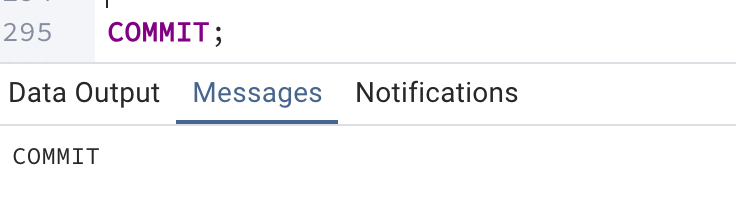 295 COMMIT;
Data Output Messages Notifications
COMMIT